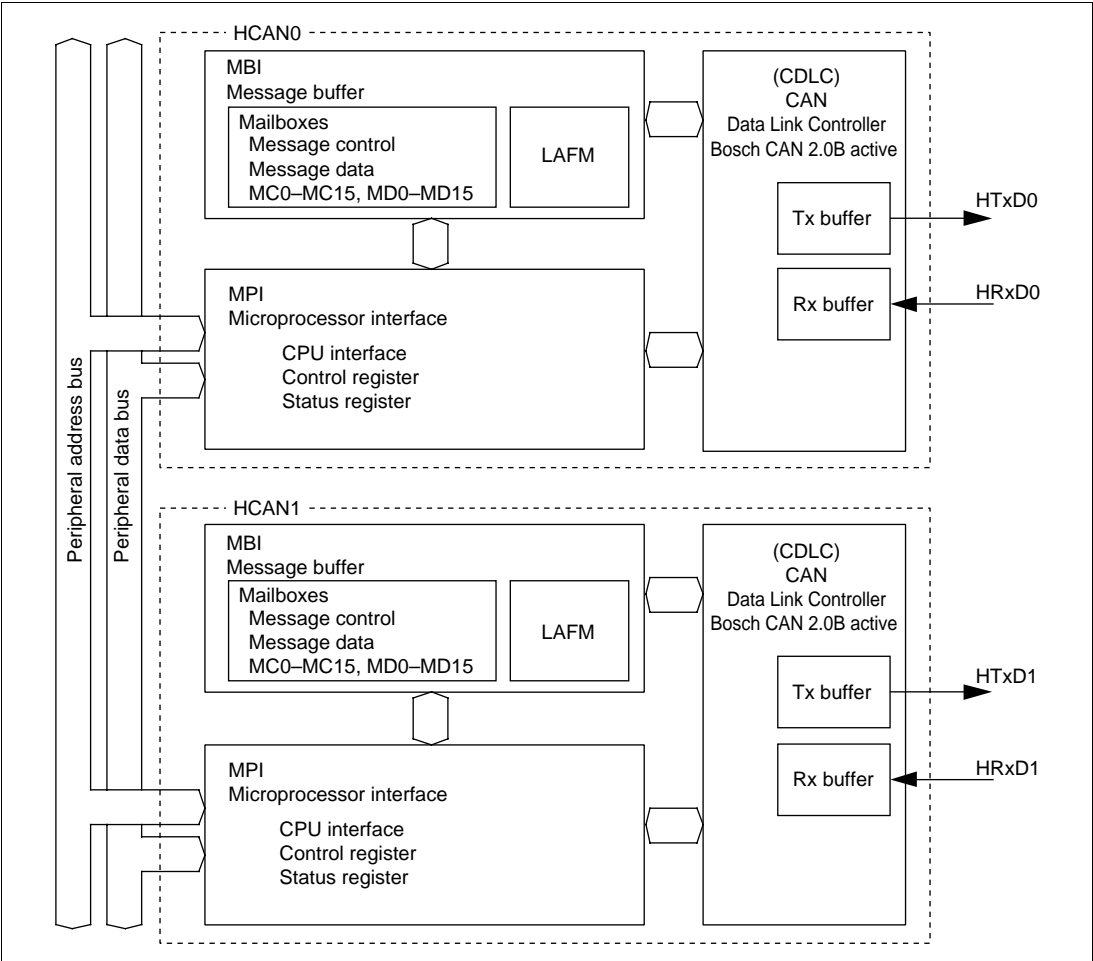 Peripheral address bus
Peripheral data bus
HCAN0
MBI
Message buffer
Mailboxes
Message control
Message data
MC0–MC15, MD0–MD15
LAFM
(CDLC)
CAN
Data Link Controller
Bosch CAN 2.0B active
Tx buffer
HTxD0
Rx buffer
HRxD0
MPI
Microprocessor interface
CPU interface
Control register
Status register
HCAN1
MBI
Message buffer
Mailboxes
Message control
Message data
MC0–MC15, MD0–MD15
LAFM
(CDLC)
CAN
Data Link Controller
Bosch CAN 2.0B active
Tx buffer
HTxD1
Rx buffer
HRxD1
MPI
Microprocessor interface
CPU interface
Control register
Status register